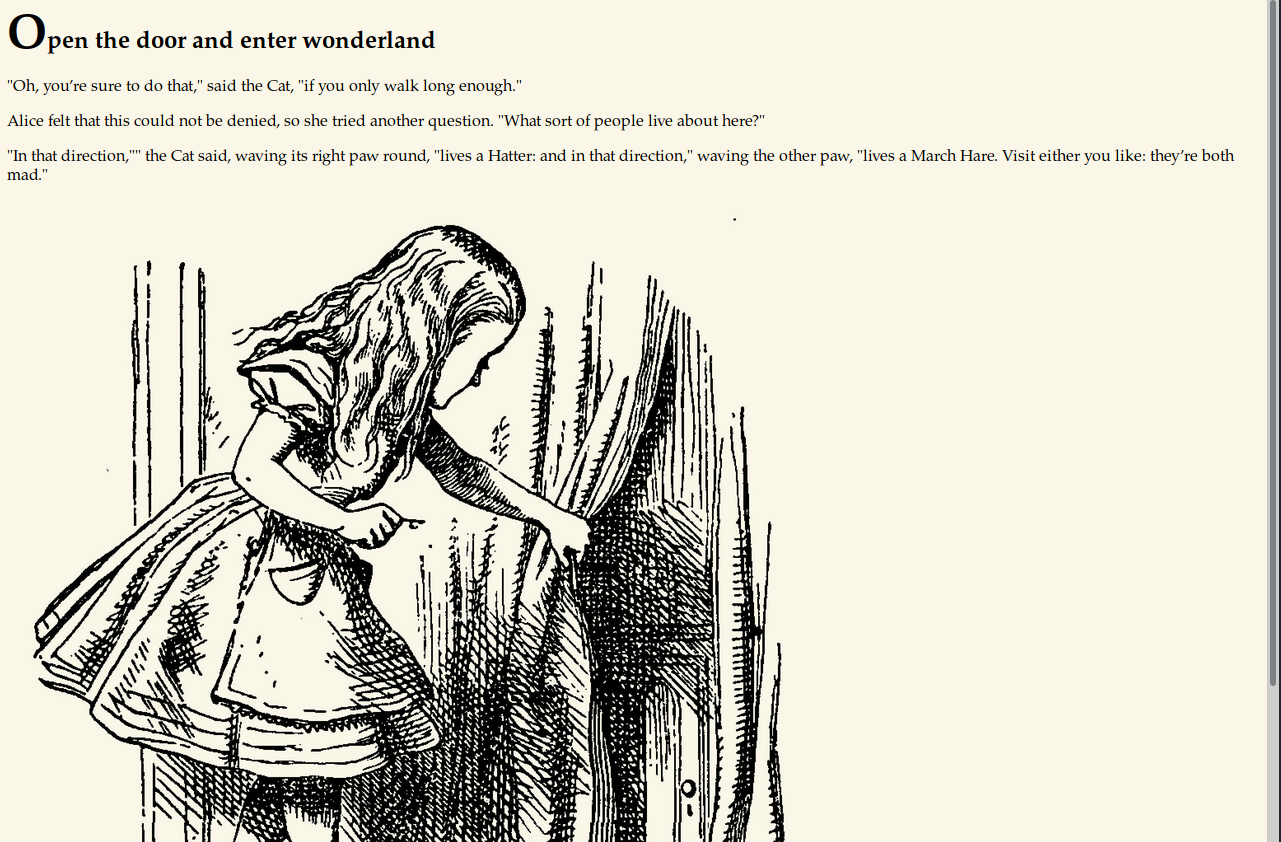 Open the door and enter wonderland
"Oh, you’re sure to do that," said the Cat, "if you only walk long enough."
Alice felt that this could not be denied, so she tried another question. "What sort of people live about here?"
"In that direction,"" the Cat said, waving its right paw round, "lives a Hatter: and in that direction," waving the other paw, "lives a March Hare. Visit either you like: they’re both
mad."